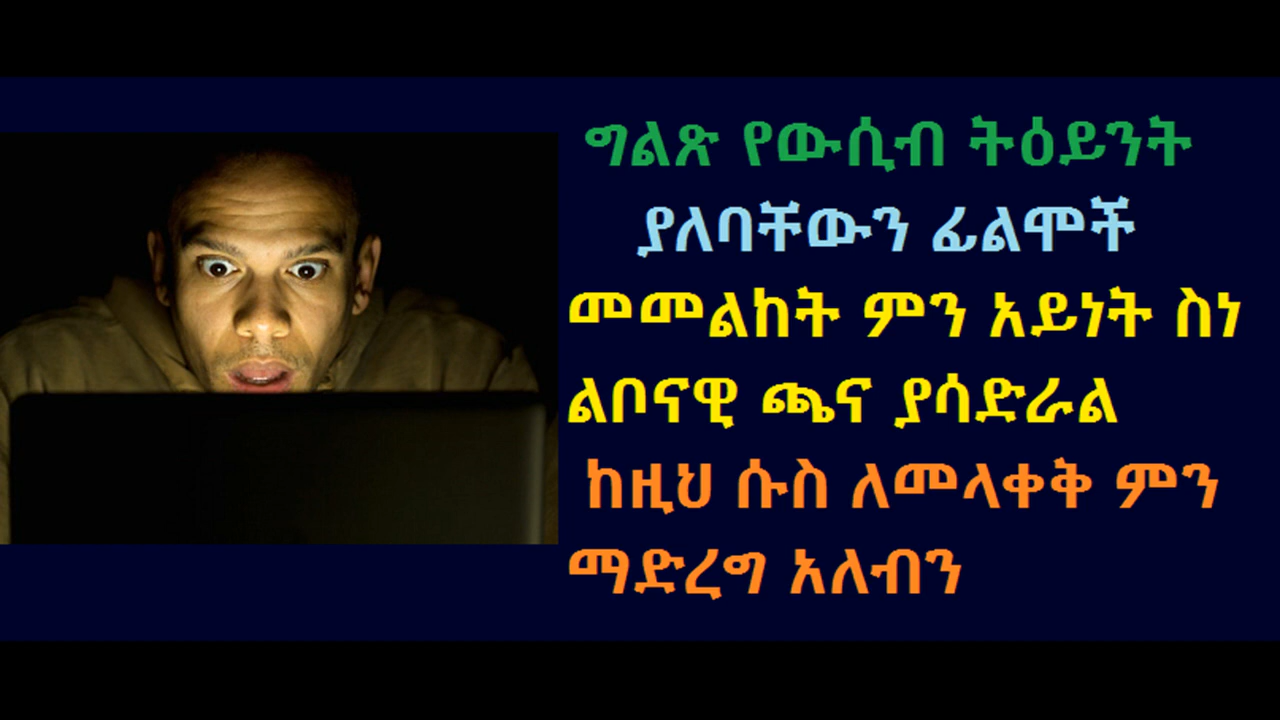 ግልጽ የውሲብ ትዕይንት
ያለባቸውን ፊልሞች
መመልከት ምን አይነት ስነ
ልቦናዊ ጫና ያሳድራል
ከዚህ ሱስ ለመላቀቅ ምን
ማድረግ አለብን